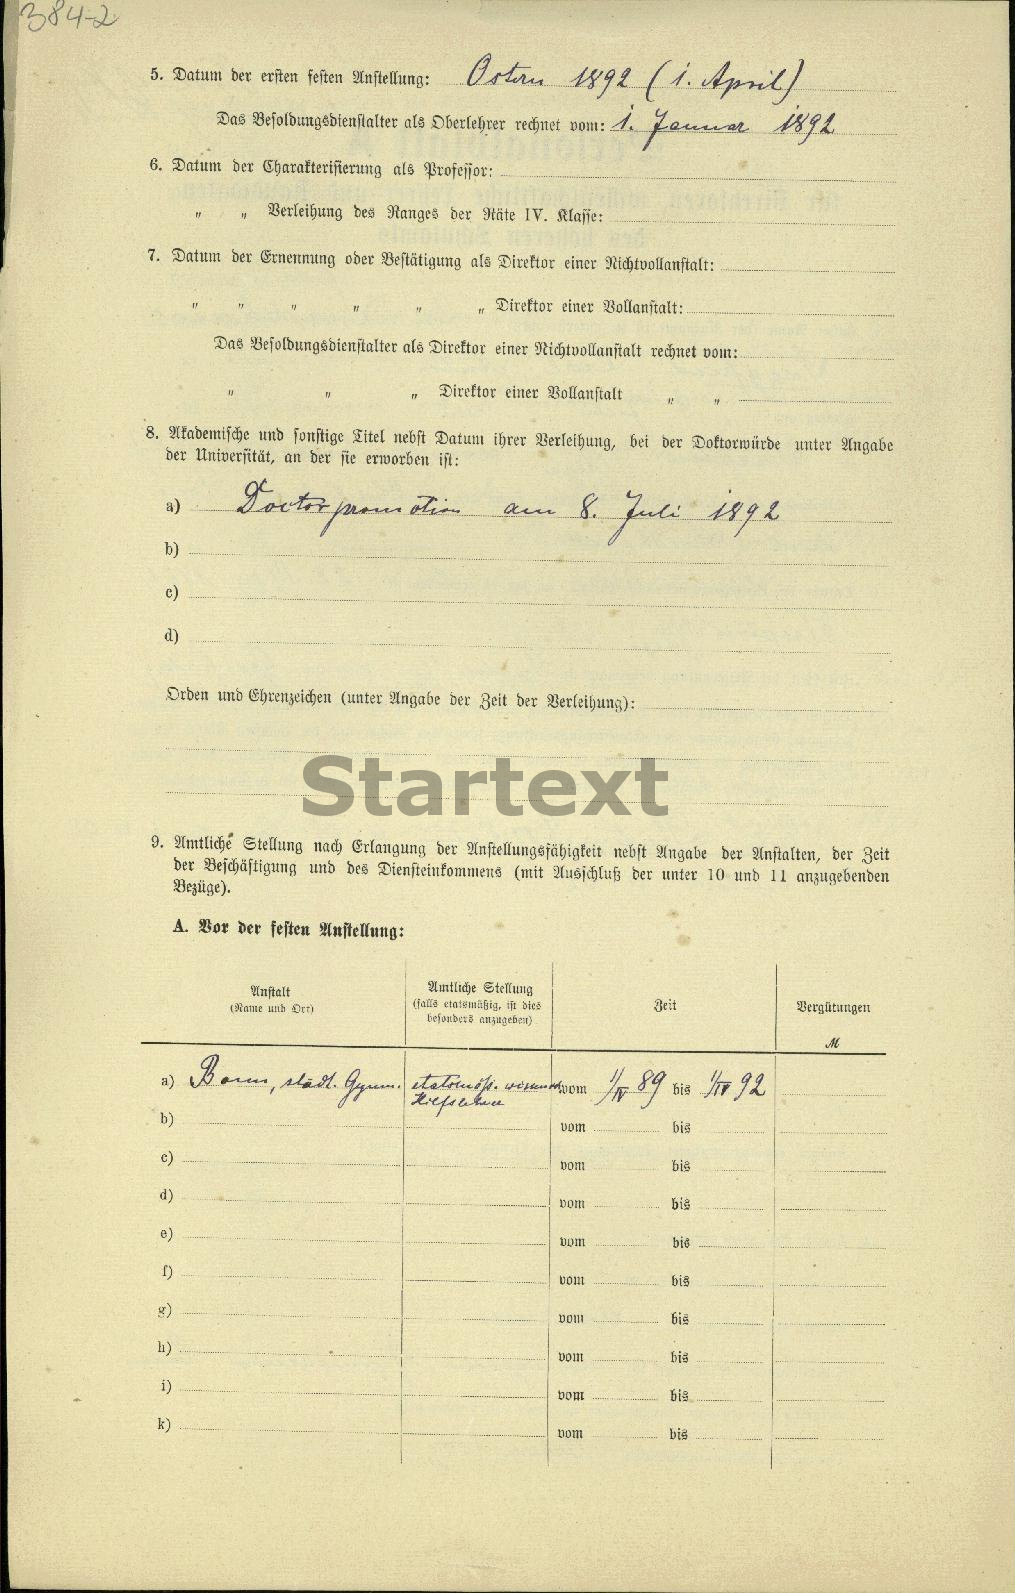 384-2
5. Datum der ersten festen Anstellung: Ostern 1892 (1. April)
Das Besoldungsdienstalter als Oberlehrer rechnet vom: 1. Januar 1892
6. Datum der Charakterisierung als Professor:
" " Verleihung des Ranges der Räte IV. Klasse:
7. Datum der Ernennung oder Bestätigung als Direktor einer Nichtvollanstalt:
" " " " " " Direktor einer Vollanstalt:
Das Besoldungsdienstalter als Direktor einer Nichtvollanstalt rechnet vom:
" " " Direktor einer Vollanstalt " "
8. Akademische und sonstige Titel nebst Datum ihrer Verleihung, bei der Doktorwürde unter Angabe
der Universität, an der sie erworben ist:
a) Doctorpromotion am 8. Juli 1892
b)
c)
d)
Orden und Ehrenzeichen (unter Angabe der Zeit der Verleihung):
Startext
9. Amtliche Stellung nach Erlangung der Anstellungsfähigkeit nebst Angabe der Anstalten, der Zeit
der Beschäftigung und des Diensteinkommens (mit Ausschluß der unter 10 und 11 anzugebenden
Bezüge).
A. Vor der festen Anstellung:
Anstalt
(Name und Ort)
Amtliche Stellung
(falls etatsmäßig, ist dies
besonders anzugeben)
Zeit
Vergütungen
M
a) Bonn, städt. Gymn. etatsmäß. wissensch. vom 1/IV 89 bis 1/IV 92
Hilfslehrer
b) vom bis
c) vom bis
d) vom bis
e) vom bis
f) vom bis
g) vom bis
h) vom bis
i) vom bis
k) vom bis